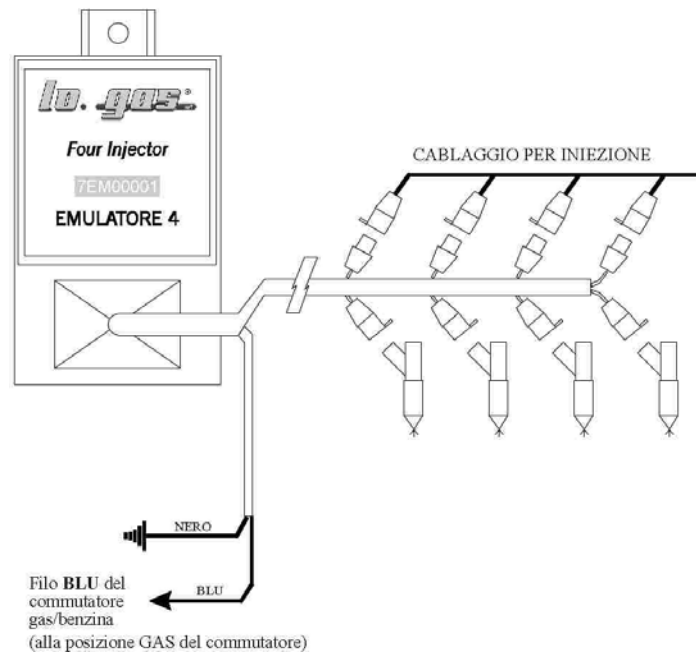 lo. gas®
Four Injector
7EM00001
EMULATORE 4
CABLAGGIO PER INIEZIONE
NERO
BLU
Filo BLU del
commutatore
gas/benzina
(alla posizione GAS del commutatore)